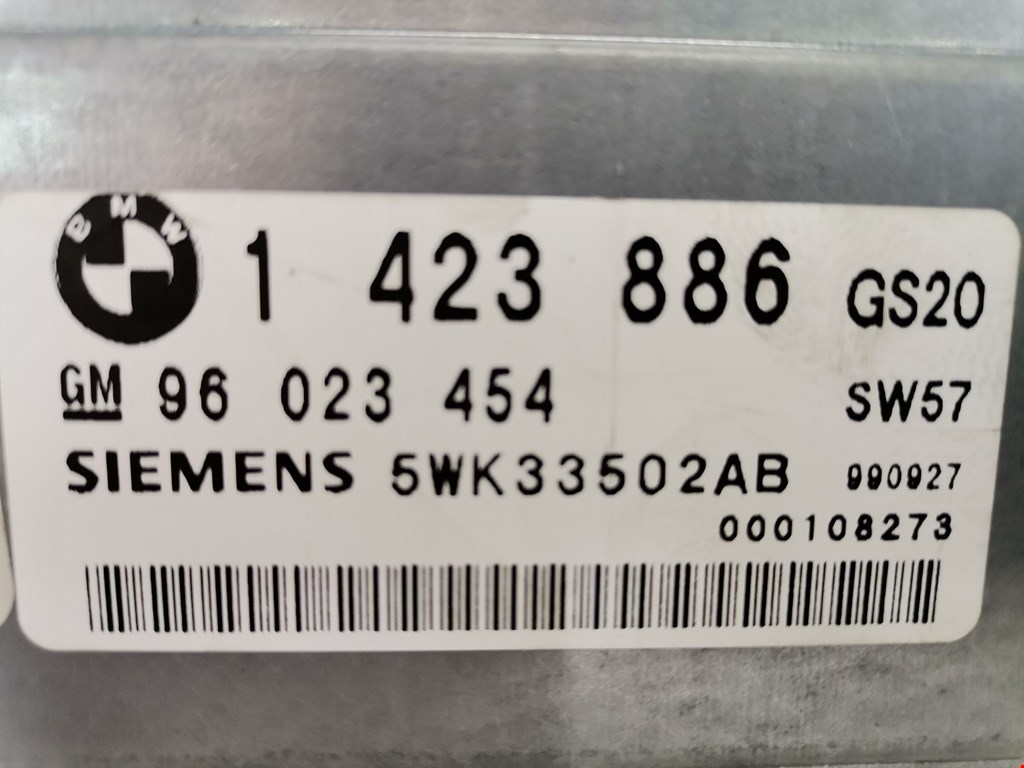 BMW 1 423 886 GS20
GM 96 023 454 SW57
SIEMENS 5WK33502AB 990927
000108273